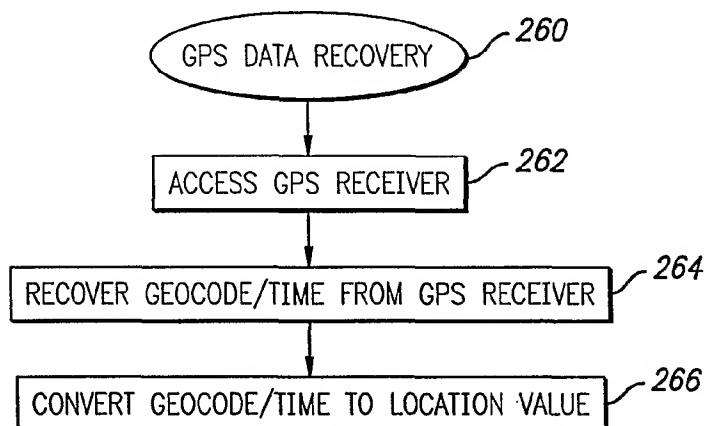 GPS DATA RECOVERY
260
262
ACCESS GPS RECEIVER
264
RECOVER GEOCODE/TIME FROM GPS RECEIVER
266
CONVERT GEOCODE/TIME TO LOCATION VALUE